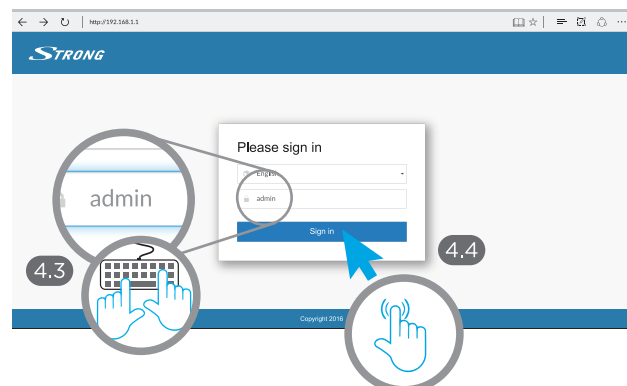 http://192.168.1.1
STRONG
Please sign in
English
admin
admin
Sign in
4.3
4.4
Copyright 2016